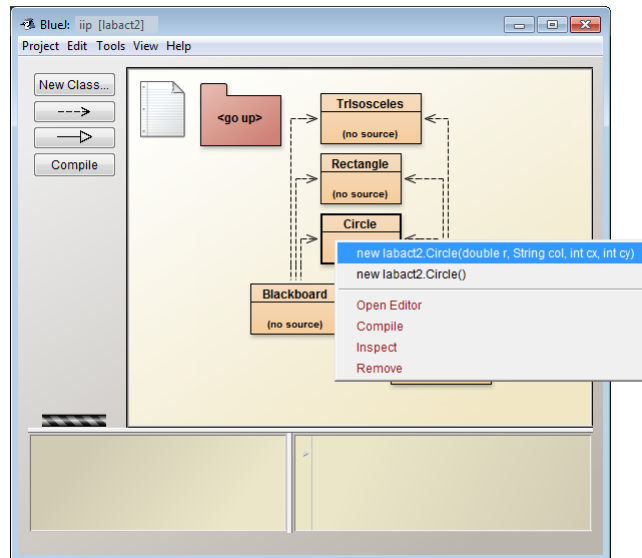 BlueJ: iip [labact2]
Project Edit Tools View Help
New Class...
Compile
<go up>
TrIsosceles
(no source)
Rectangle
(no source)
Circle
new labact2.Circle(double r, String col, int cx, int cy)
new labact2.Circle()
Blackboard
(no source)
Open Editor
Compile
Inspect
Remove